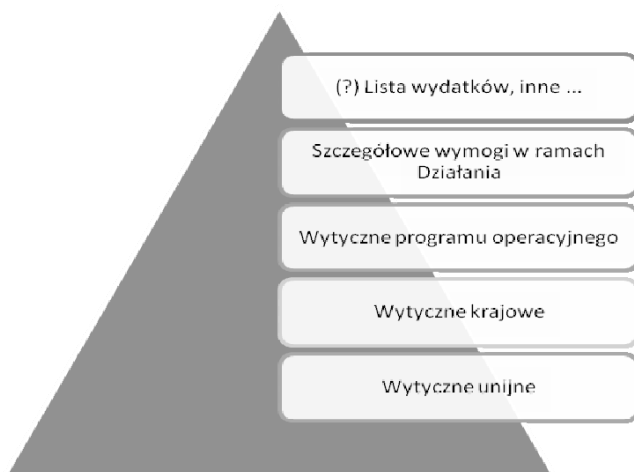 (?) Lista wydatków, inne ...
Szczegółowe wymogi w ramach
Działania
Wytyczne programu operacyjnego
Wytyczne krajowe
Wytyczne unijne